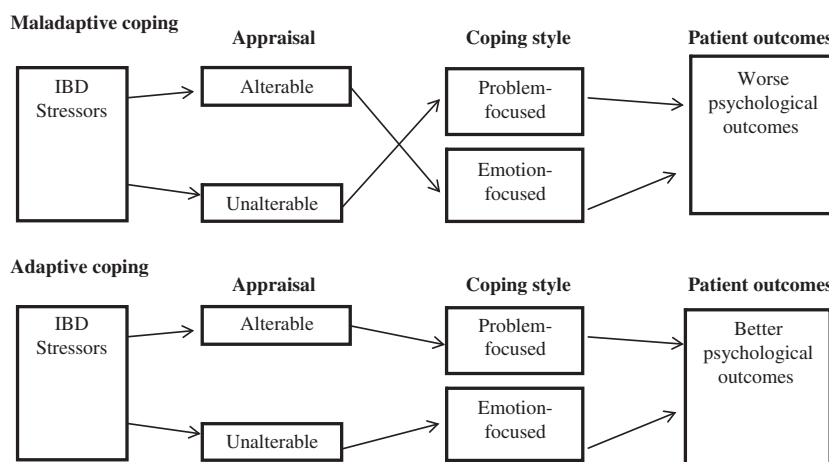 Maladaptive coping
Appraisal
Coping style
Patient outcomes
IBD
Stressors
Alterable
Unalterable
Problem-
focused
Emotion-
focused
Worse
psychological
outcomes
Adaptive coping
Appraisal
Coping style
Patient outcomes
IBD
Stressors
Alterable
Unalterable
Problem-
focused
Emotion-
focused
Better
psychological
outcomes